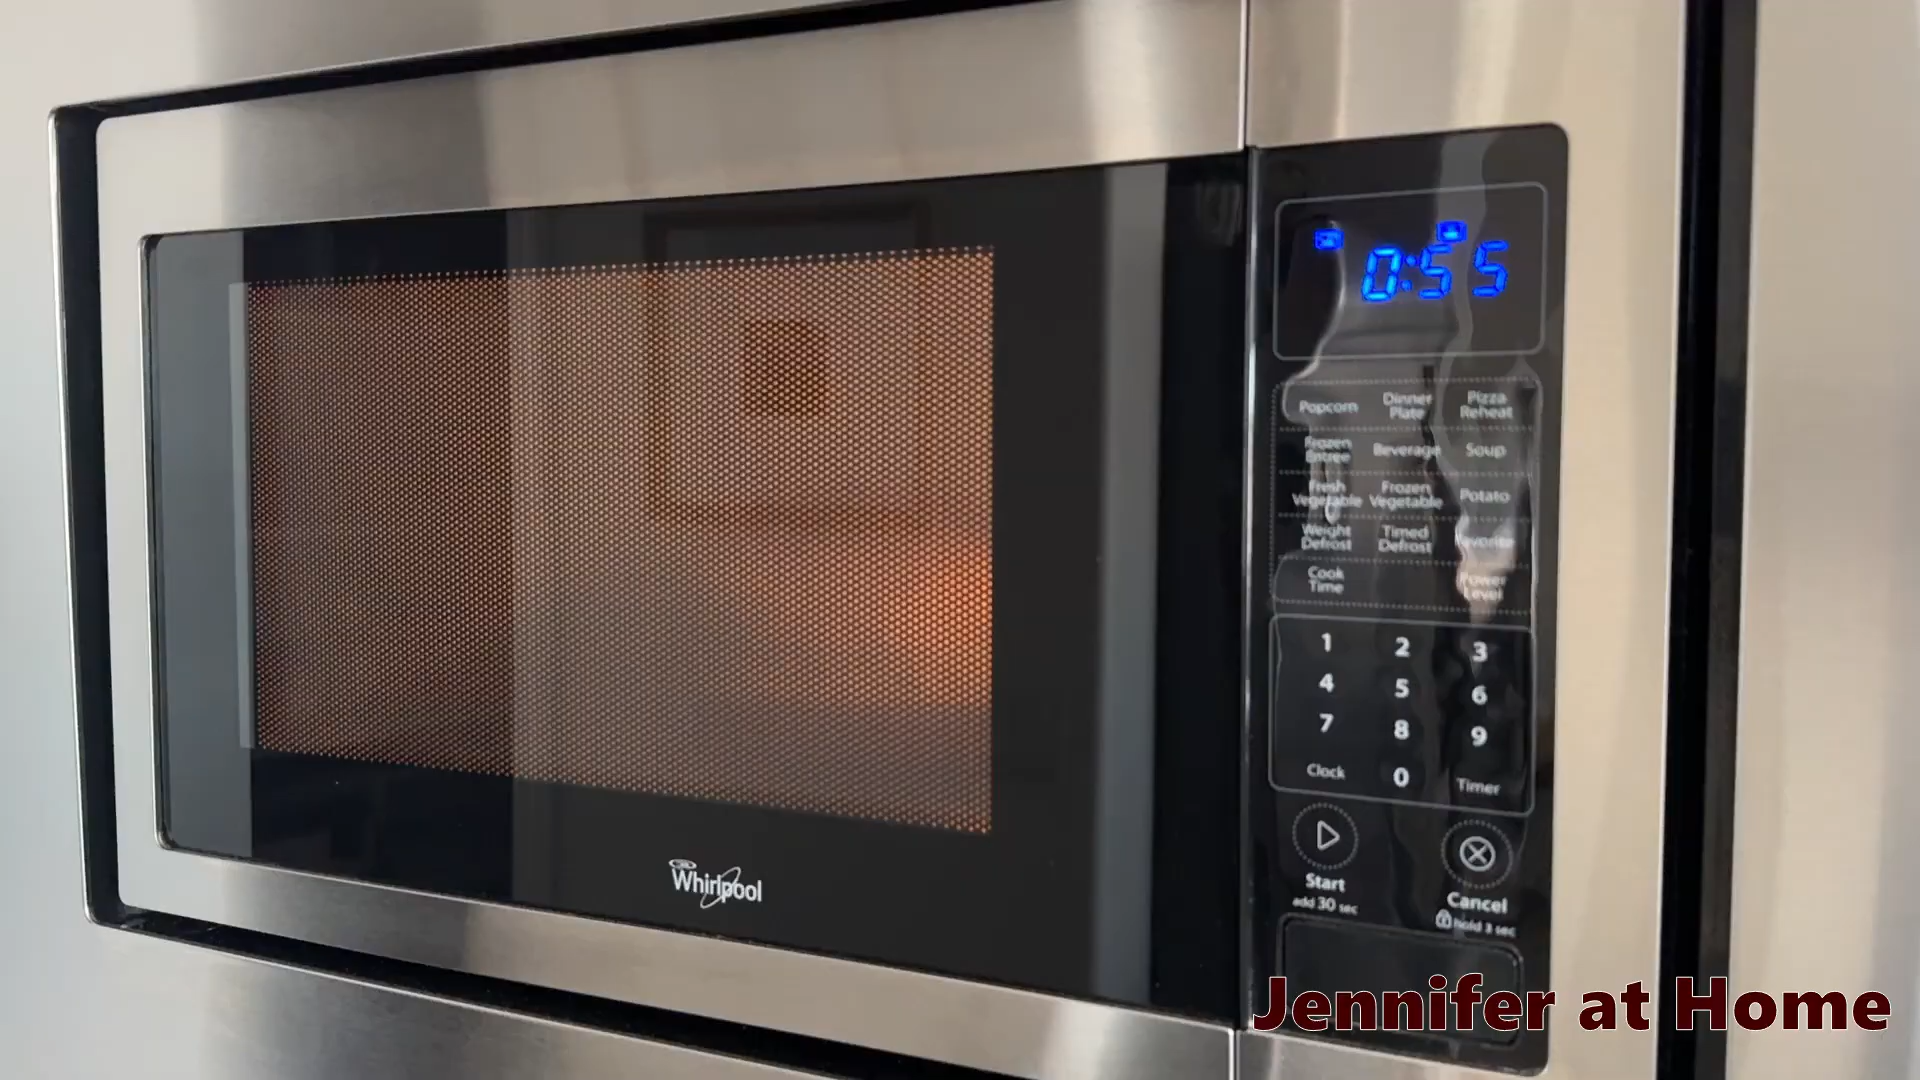 0:55
Popcorn Dinner Plate Pizza Reheat
Frozen Entree Beverage Soup
Fresh Vegetable Frozen Vegetable Potato
Weight Defrost Timed Defrost Favorite
Cook Time Power Level
1 2 3
4 5 6
7 8 9
Clock 0 Timer
Start Cancel
add 30 sec hold 3 sec
Whirlpool
Jennifer at Home